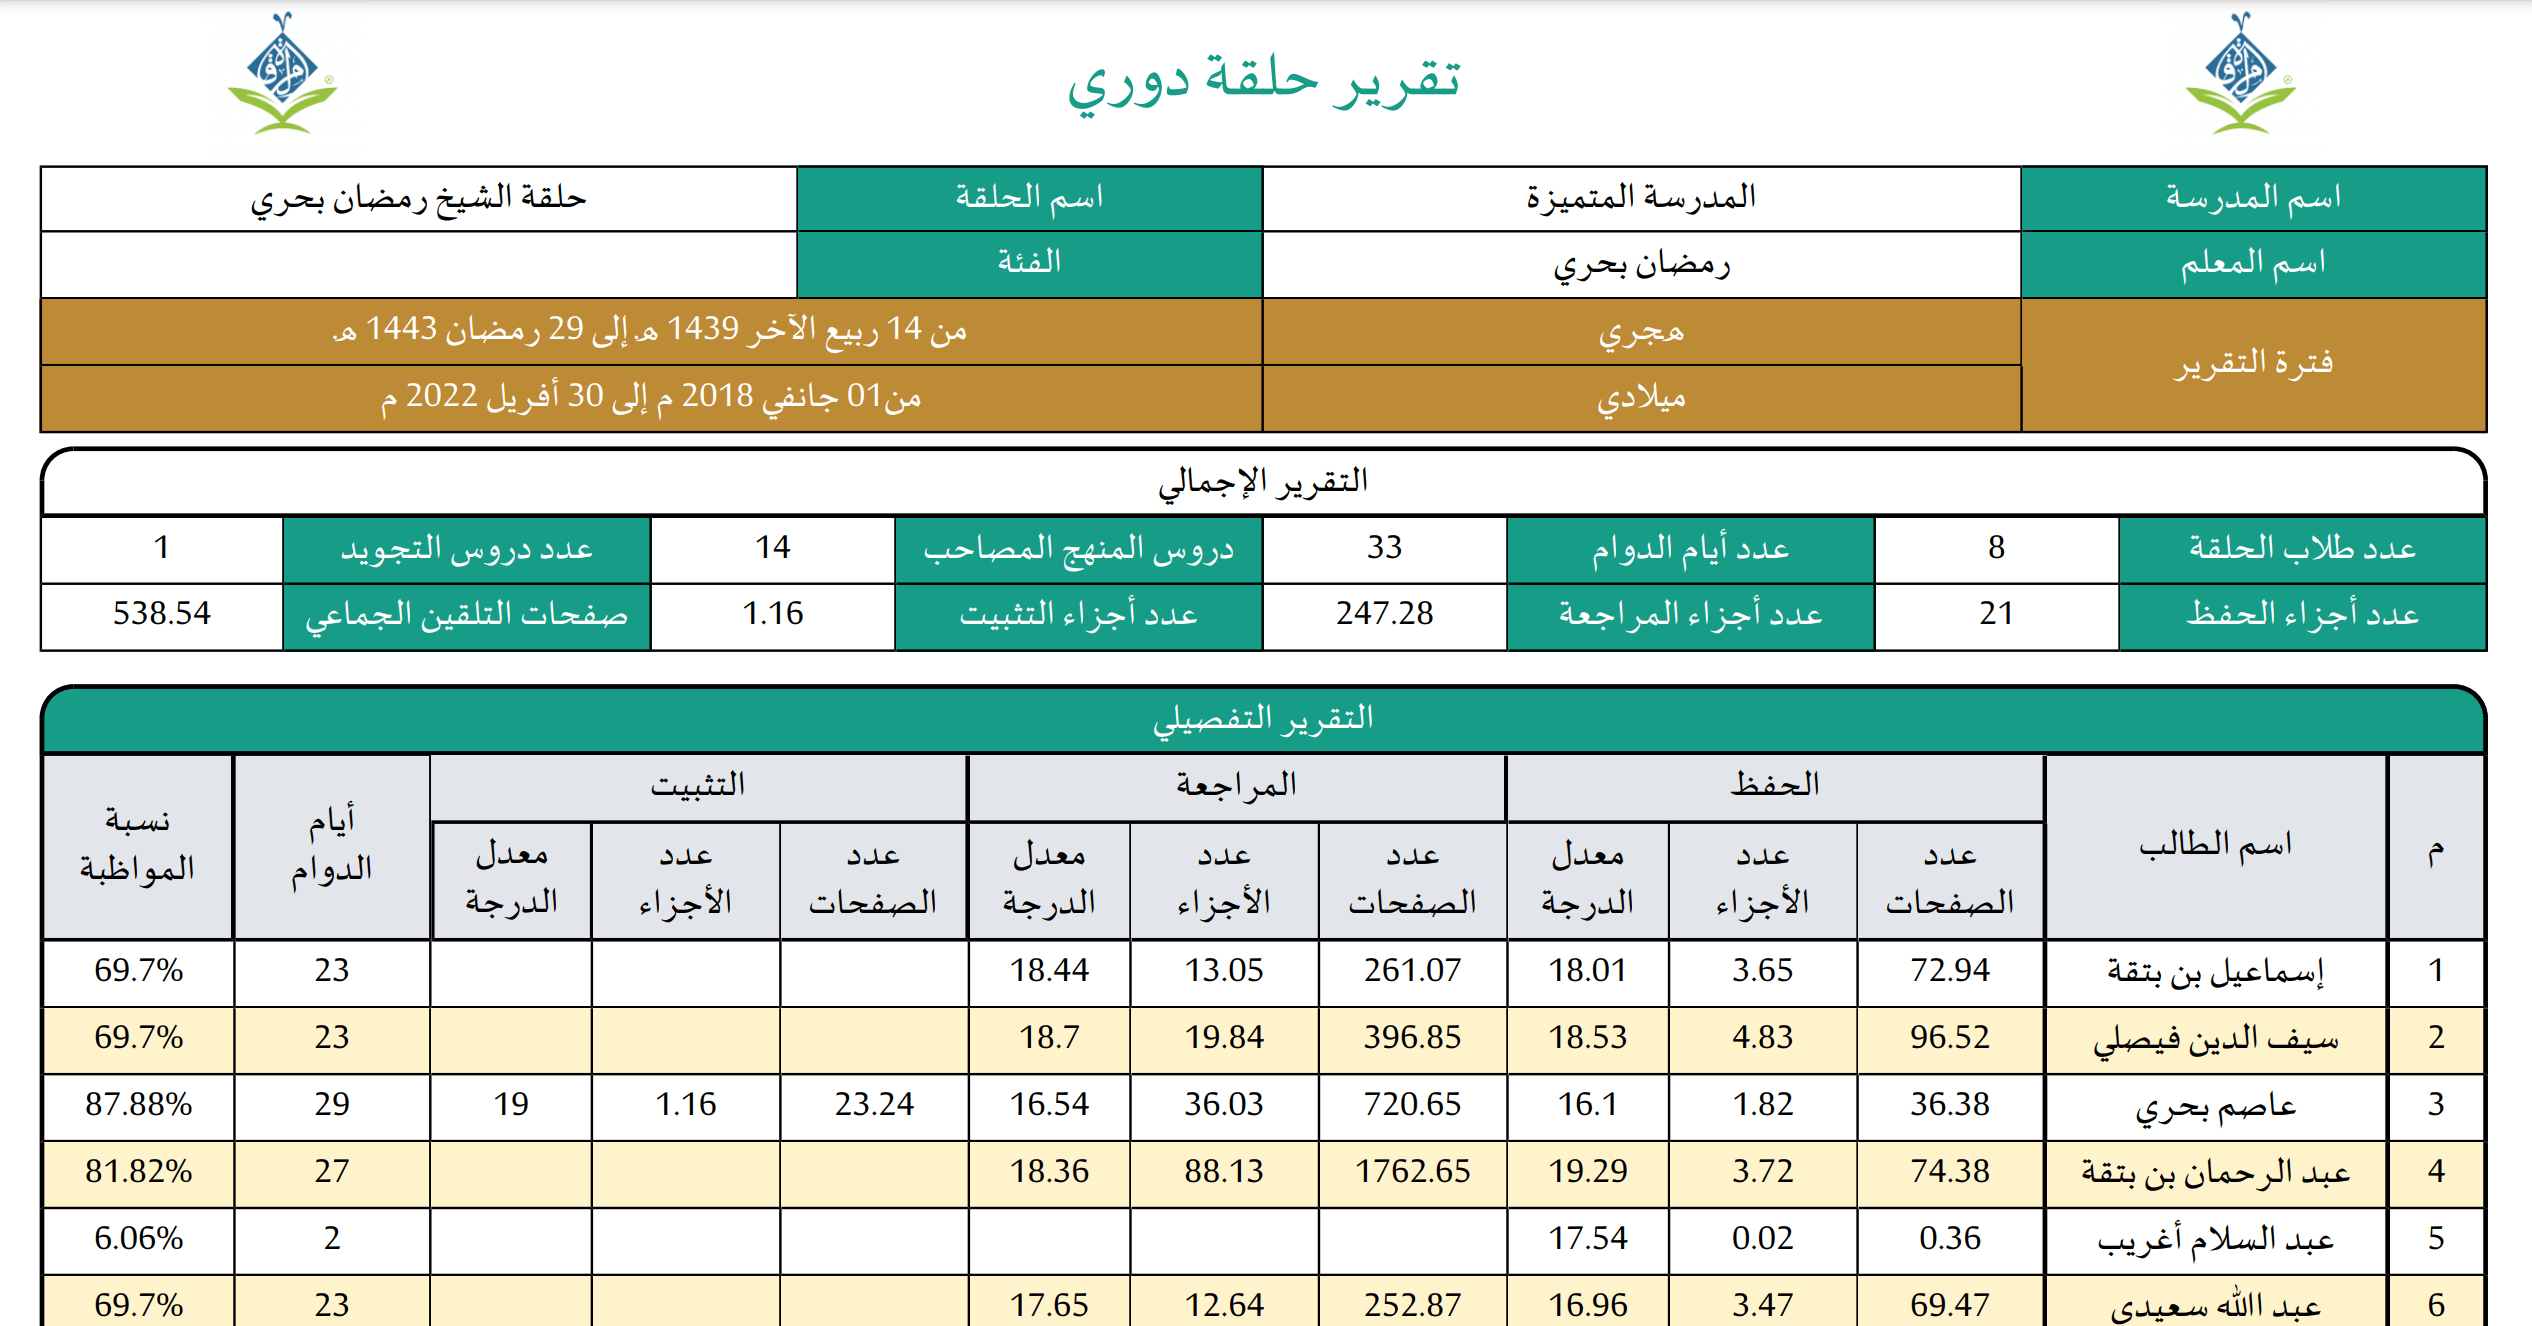 تقرير حلقة دوري
اسم المدرسة المدرسة المتميزة اسم الحلقة حلقة الشيخ رمضان بحري
اسم المعلم رمضان بحري الفئة
فترة التقرير
هجري من 14 ربيع الآخر 1439 هـ إلى 29 رمضان 1443 هـ
ميلادي من01 جانفي 2018 م إلى 30 أفريل 2022 م
التقرير الإجمالي
عدد طلاب الحلقة 8 عدد أيام الدوام 33 دروس المنهج المصاحب 14 عدد دروس التجويد 1
عدد أجزاء الحفظ 21 عدد أجزاء المراجعة 247.28 عدد أجزاء التثبيت 1.16 صفحات التلقين الجماعي 538.54
التقرير التفصيلي
م اسم الطالب الحفظ المراجعة التثبيت أيام الدوام نسبة المواظبة
عدد الصفحات عدد الأجزاء معدل الدرجة عدد الصفحات عدد الأجزاء معدل الدرجة عدد الصفحات عدد الأجزاء معدل الدرجة
1 إسماعيل بن بتقة 72.94 3.65 18.01 261.07 13.05 18.44 23 69.7%
2 سيف الدين فيصلي 96.52 4.83 18.53 396.85 19.84 18.7 23 69.7%
3 عاصم بحري 36.38 1.82 16.1 720.65 36.03 16.54 23.24 1.16 19 29 87.88%
4 عبد الرحمان بن بتقة 74.38 3.72 19.29 1762.65 88.13 18.36 27 81.82%
5 عبد السلام أغريب 0.36 0.02 17.54 2 6.06%
6 عبد االله سعيدي 69.47 3.47 16.96 252.87 12.64 17.65 23 69.7%